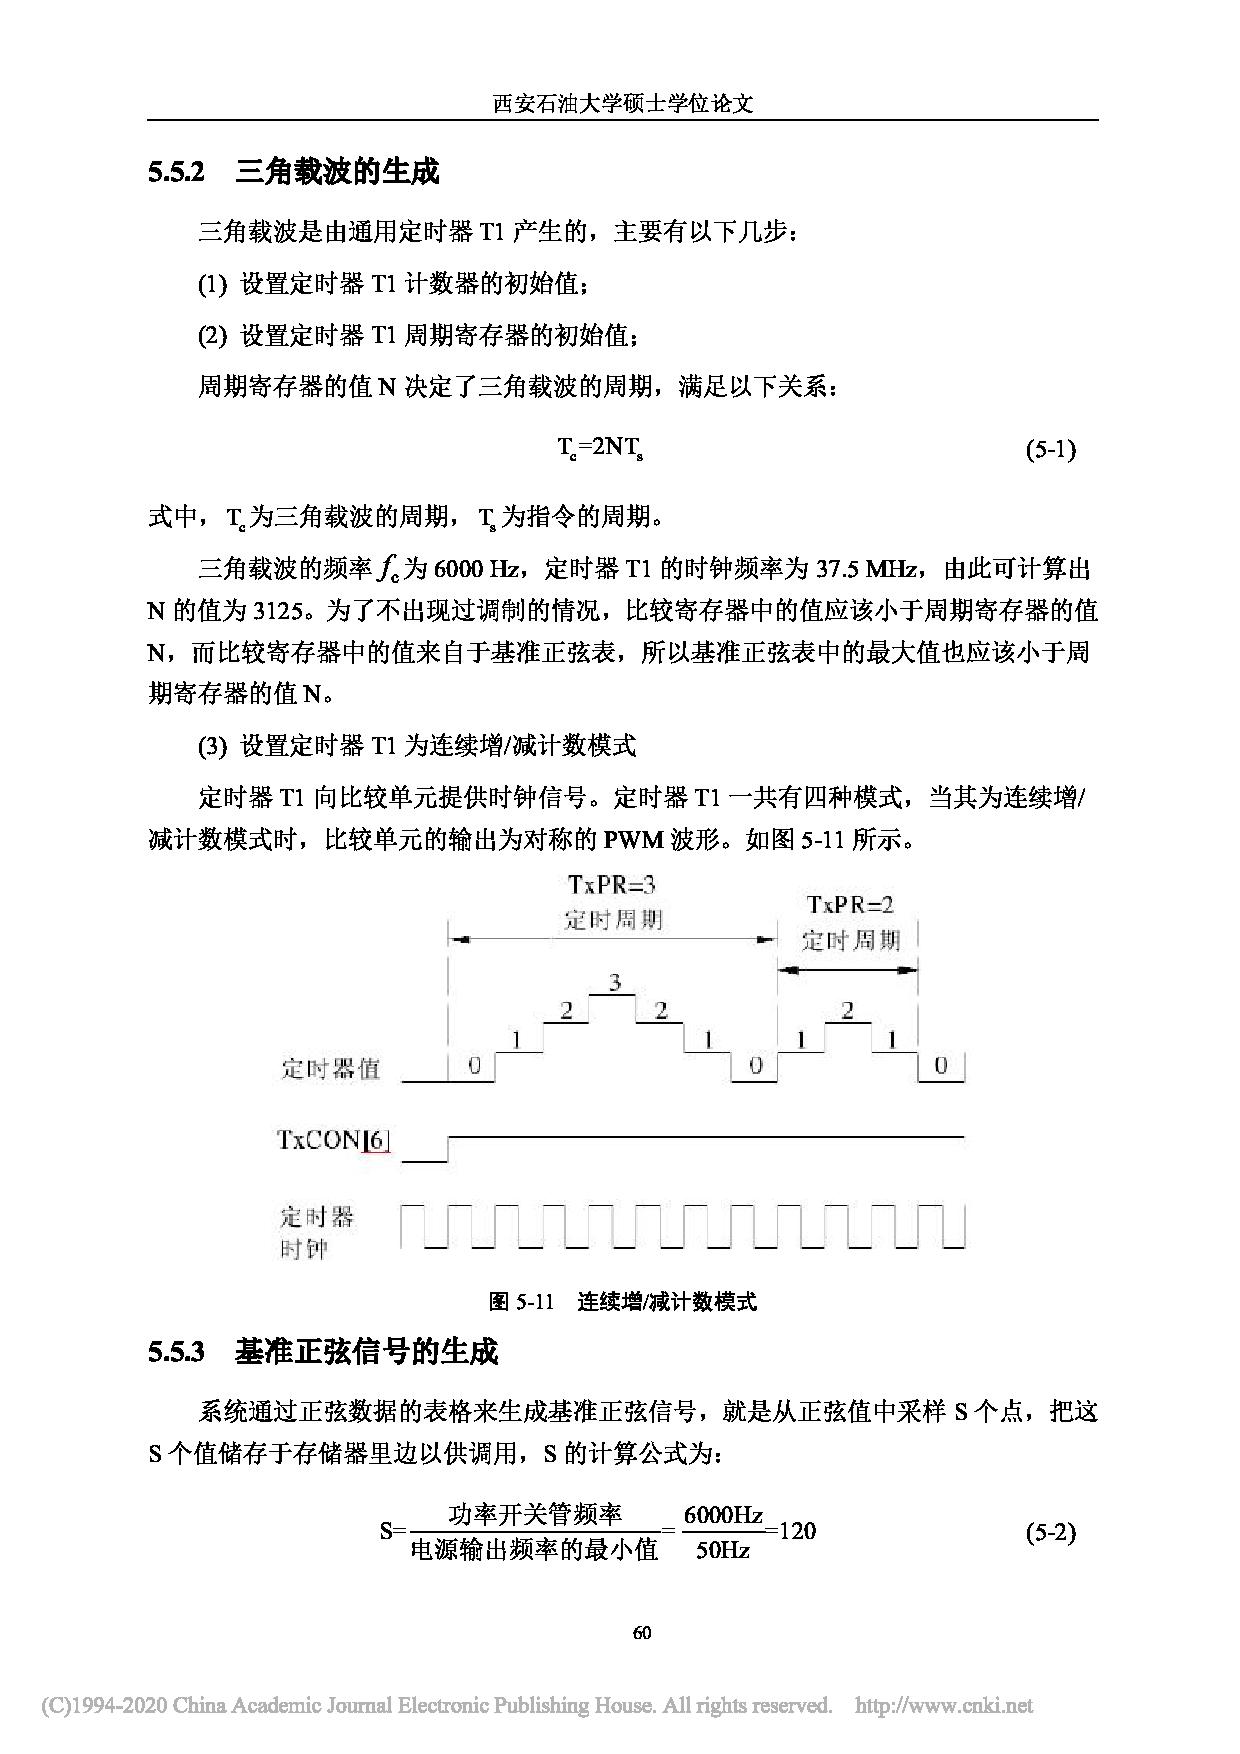 西安石油大学硕士学位论文
5.5.2 三角载波的生成
三角载波是由通用定时器 T1 产生的，主要有以下几步：
(1) 设置定时器 T1 计数器的初始值；
(2) 设置定时器 T1 周期寄存器的初始值；
周期寄存器的值 N 决定了三角载波的周期，满足以下关系：
Tc=2NTs (5-1)
式中， Tc为三角载波的周期， Ts为指令的周期。
三角载波的频率 fc为 6000 Hz，定时器 T1 的时钟频率为 37.5 MHz，由此可计算出
N 的值为 3125。为了不出现过调制的情况，比较寄存器中的值应该小于周期寄存器的值
N，而比较寄存器中的值来自于基准正弦表，所以基准正弦表中的最大值也应该小于周
期寄存器的值 N。
(3) 设置定时器 T1 为连续增/减计数模式
定时器 T1 向比较单元提供时钟信号。定时器 T1 一共有四种模式，当其为连续增/
减计数模式时，比较单元的输出为对称的 PWM 波形。如图 5-11 所示。
TxPR=3
定时周期
TxPR=2
定时周期
定时器值 0 1 2 3 2 1 0 1 2 1 0
TxCON[6]
定时器
时钟
图 5-11 连续增/减计数模式
5.5.3 基准正弦信号的生成
系统通过正弦数据的表格来生成基准正弦信号，就是从正弦值中采样 S 个点，把这
S 个值储存于存储器里边以供调用，S 的计算公式为：
S=功率开关管频率/电源输出频率的最小值=6000Hz/50Hz=120 (5-2)
60
(C)1994-2020 China Academic Journal Electronic Publishing House. All rights reserved. http://www.cnki.net